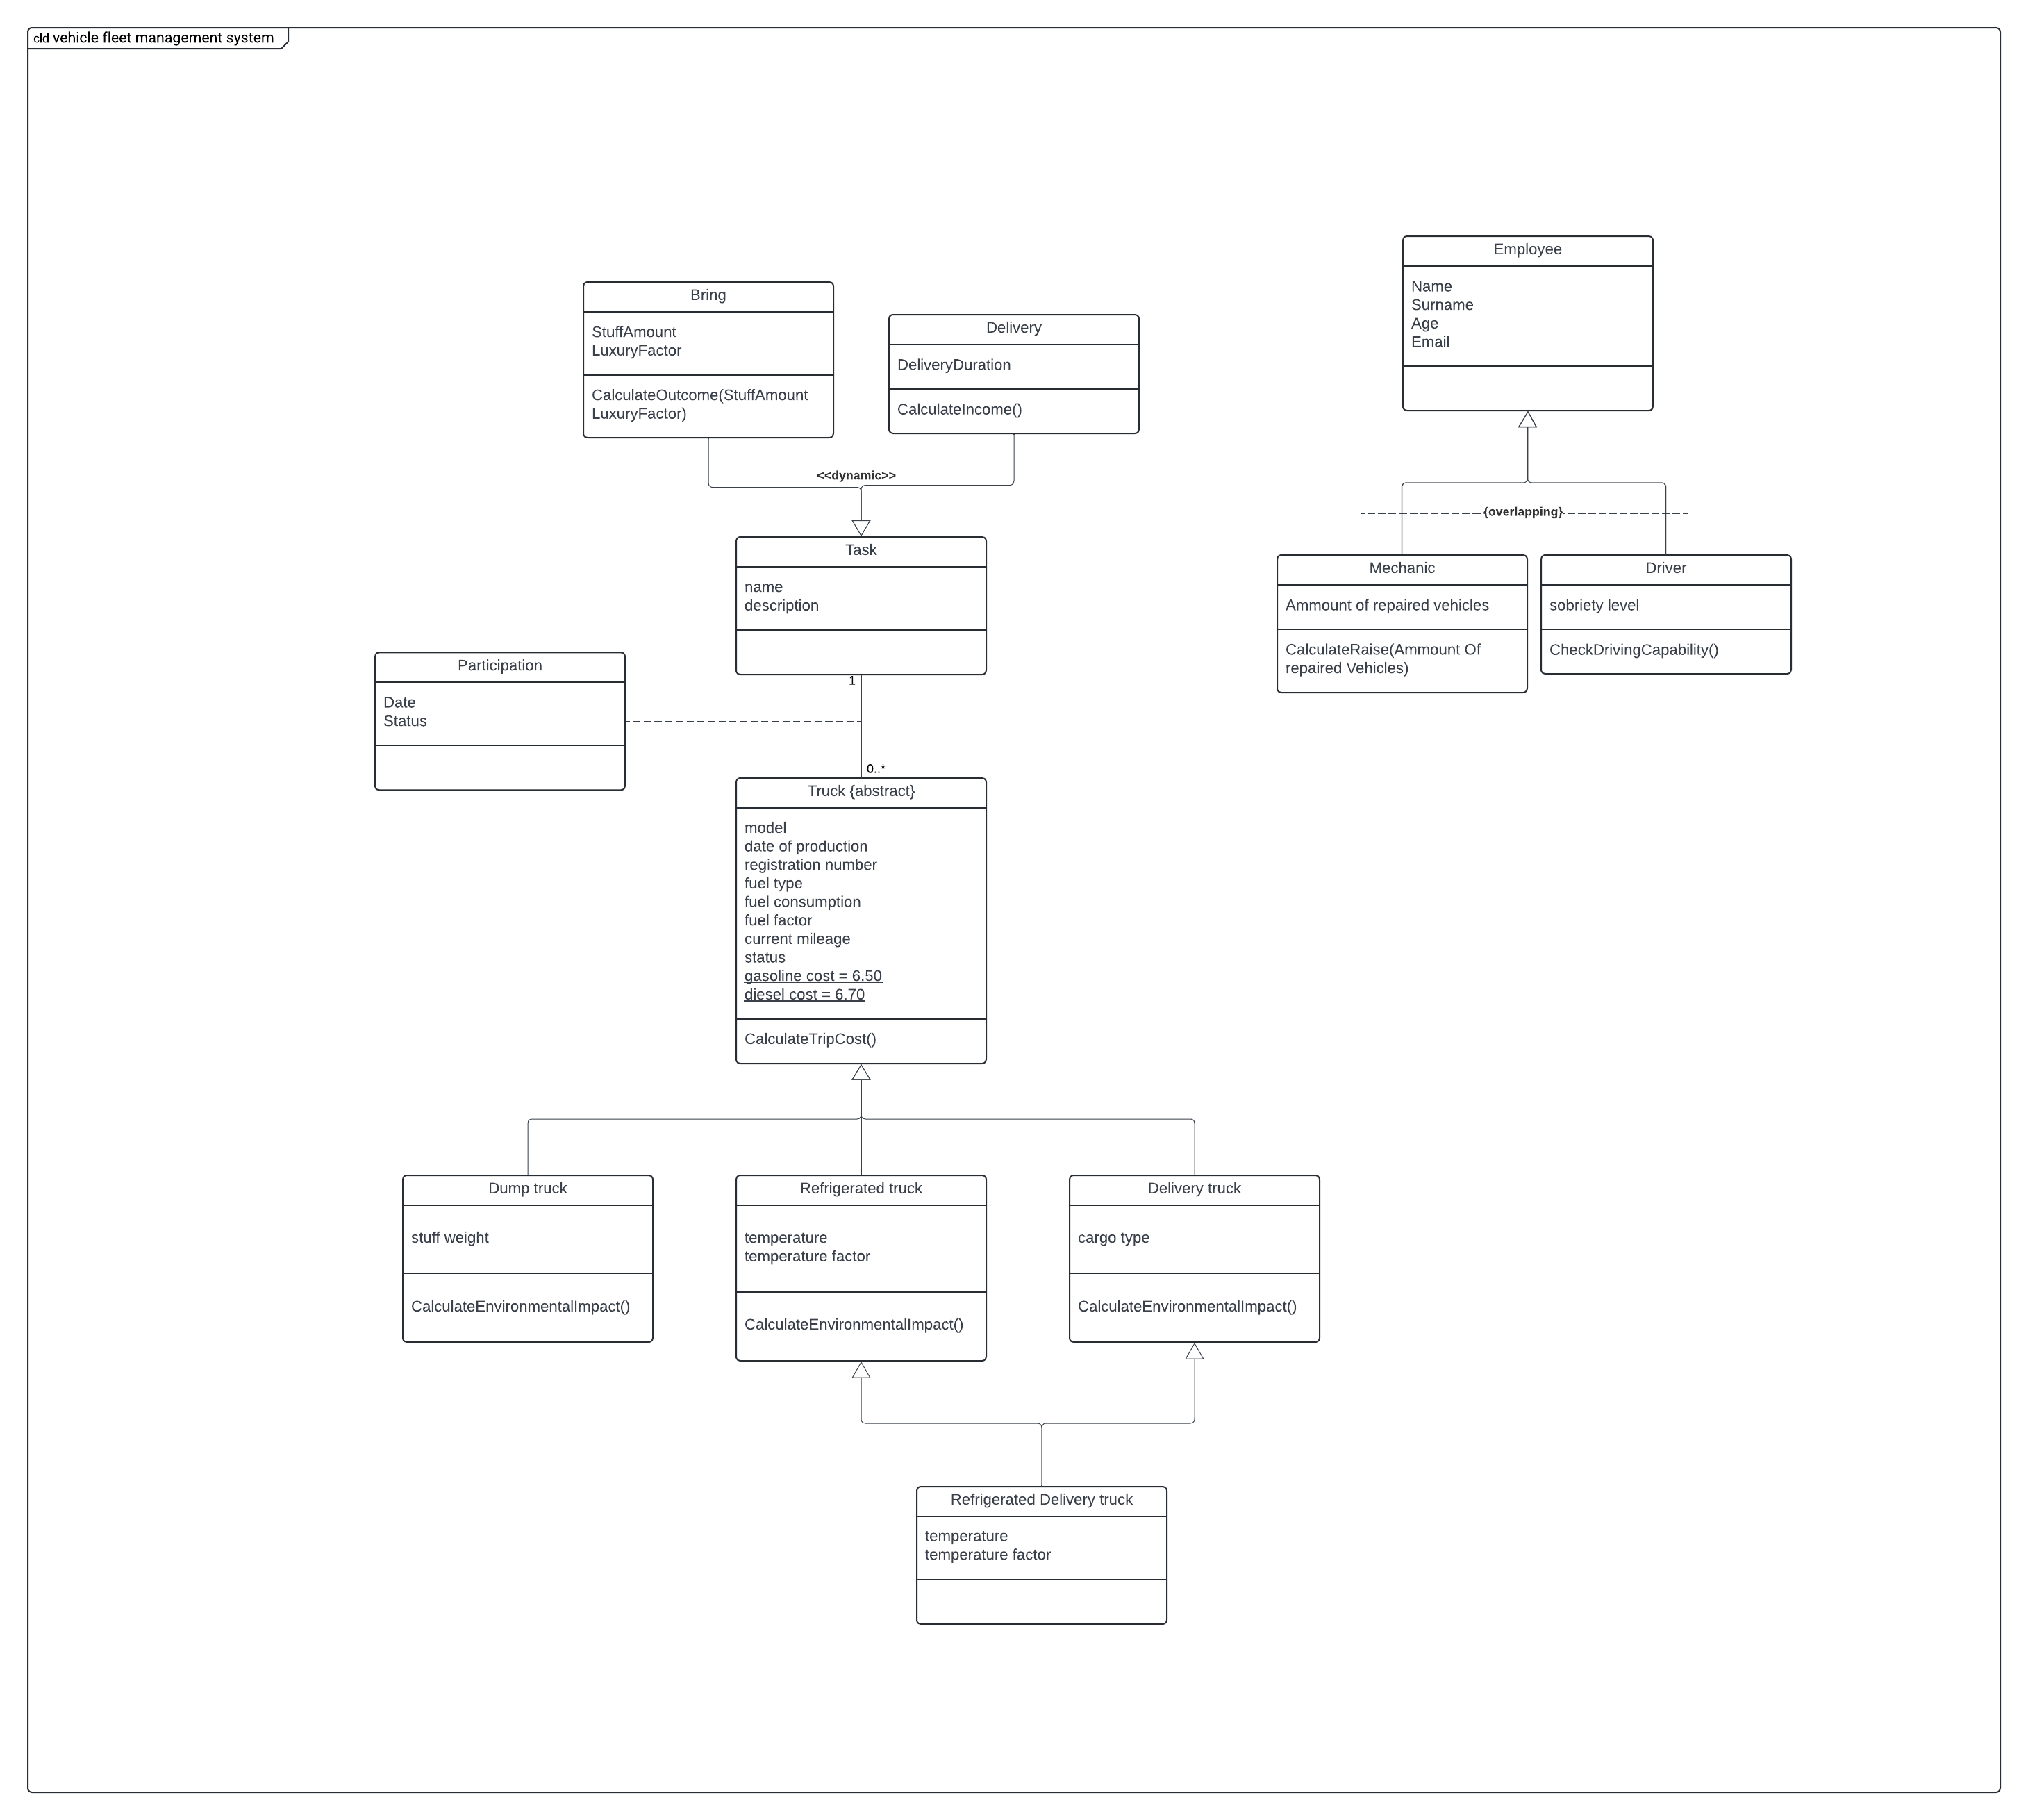 cld vehicle fleet management system
Bring
StuffAmount
LuxuryFactor
CalculateOutcome(StuffAmount
LuxuryFactor)
Delivery
DeliveryDuration
CalculateIncome()
<<dynamic>>
Employee
Name
Surname
Age
Email
{overlapping}
Mechanic
Ammount of repaired vehicles
CalculateRaise(Ammount Of
repaired Vehicles)
Driver
sobriety level
CheckDrivingCapability()
Task
name
description
1
Participation
Date
Status
0..*
Truck {abstract}
model
date of production
registration number
fuel type
fuel consumption
fuel factor
current mileage
status
gasoline cost = 6.50
diesel cost = 6.70
CalculateTripCost()
Dump truck
stuff weight
CalculateEnvironmentalImpact()
Refrigerated truck
temperature
temperature factor
CalculateEnvironmentalImpact()
Delivery truck
cargo type
CalculateEnvironmentalImpact()
Refrigerated Delivery truck
temperature
temperature factor